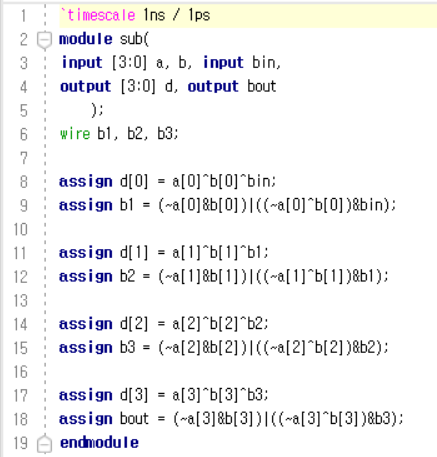 1 `timescale 1ns / 1ps
2 module sub(
3 input [3:0] a, b, input bin,
4 output [3:0] d, output bout
5 );
6 wire b1, b2, b3;
7
8 assign d[0] = a[0]^b[0]^bin;
9 assign b1 = (~a[0]&b[0])|((~a[0]^b[0])&bin);
10
11 assign d[1] = a[1]^b[1]^b1;
12 assign b2 = (~a[1]&b[1])|((~a[1]^b[1])&b1);
13
14 assign d[2] = a[2]^b[2]^b2;
15 assign b3 = (~a[2]&b[2])|((~a[2]^b[2])&b2);
16
17 assign d[3] = a[3]^b[3]^b3;
18 assign bout = (~a[3]&b[3])|((~a[3]^b[3])&b3);
19 endmodule